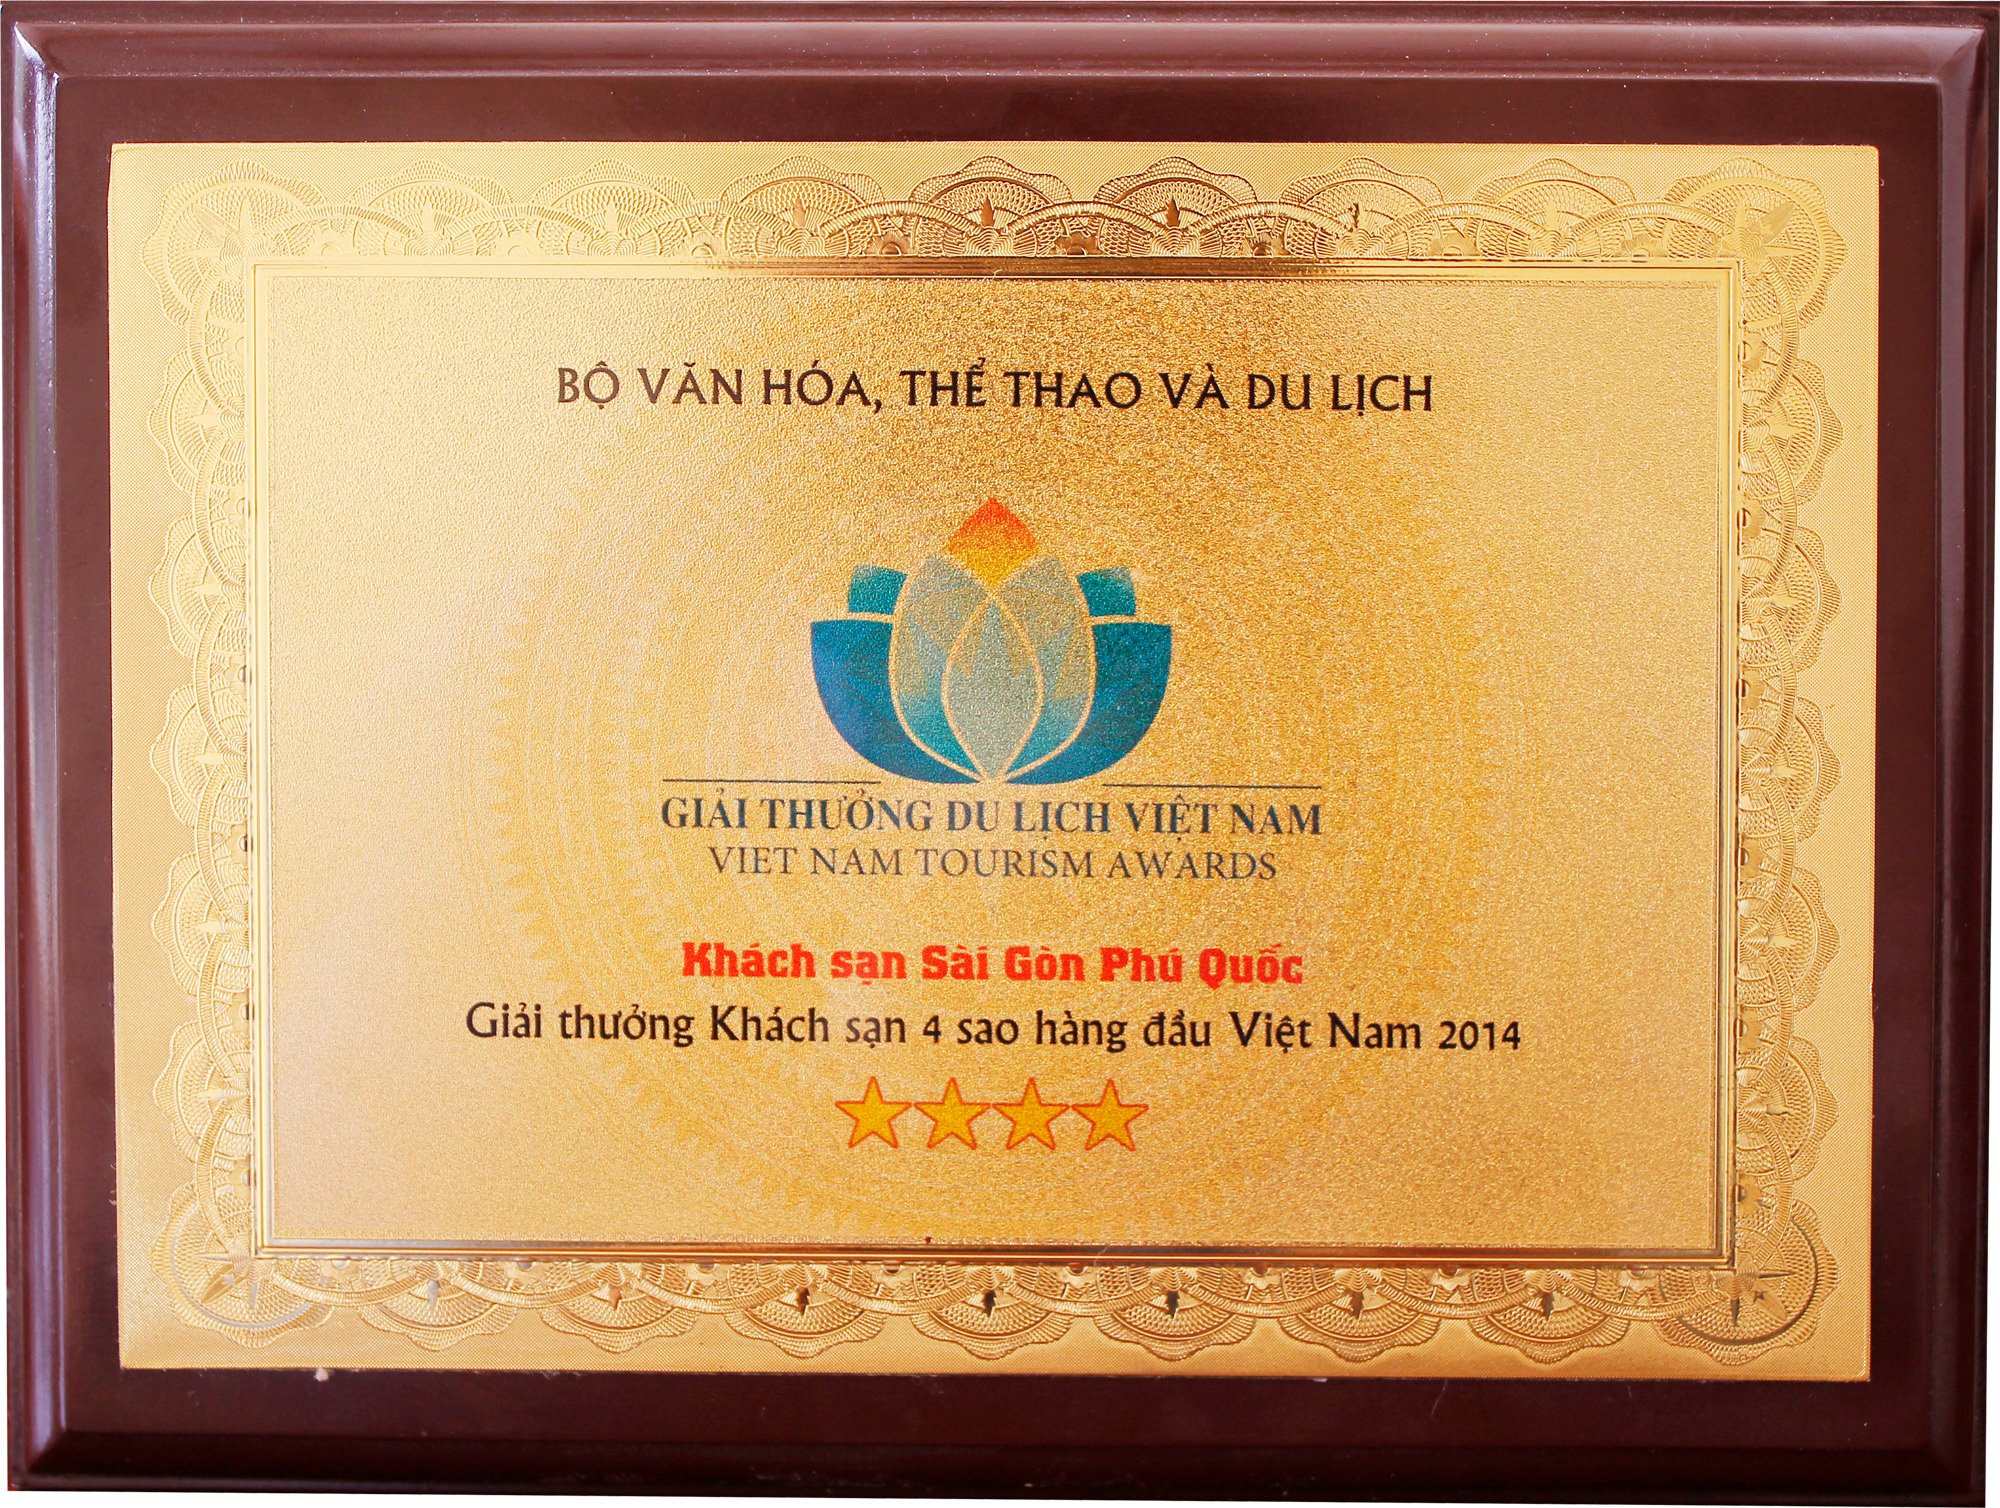 BỘ VĂN HÓA, THỂ THAO VÀ DU LỊCH
GIẢI THƯỞNG DU LỊCH VIỆT NAM
VIET NAM TOURISM AWARDS
Khách sạn Sài Gòn Phú Quốc
Giải thưởng Khách sạn 4 sao hàng đầu Việt Nam 2014